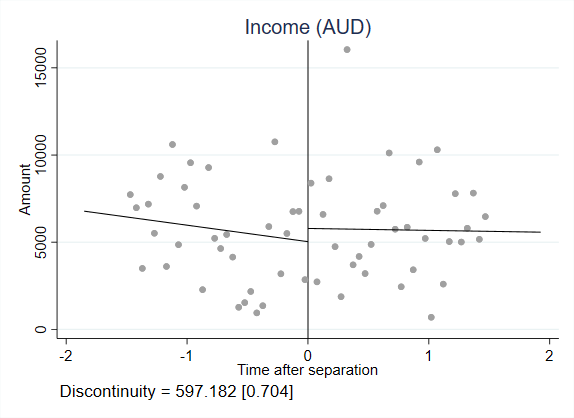 Income (AUD)
15000
10000
5000
0
Amount
-2 -1 0 1 2
Time after separation
Discontinuity = 597.182 [0.704]